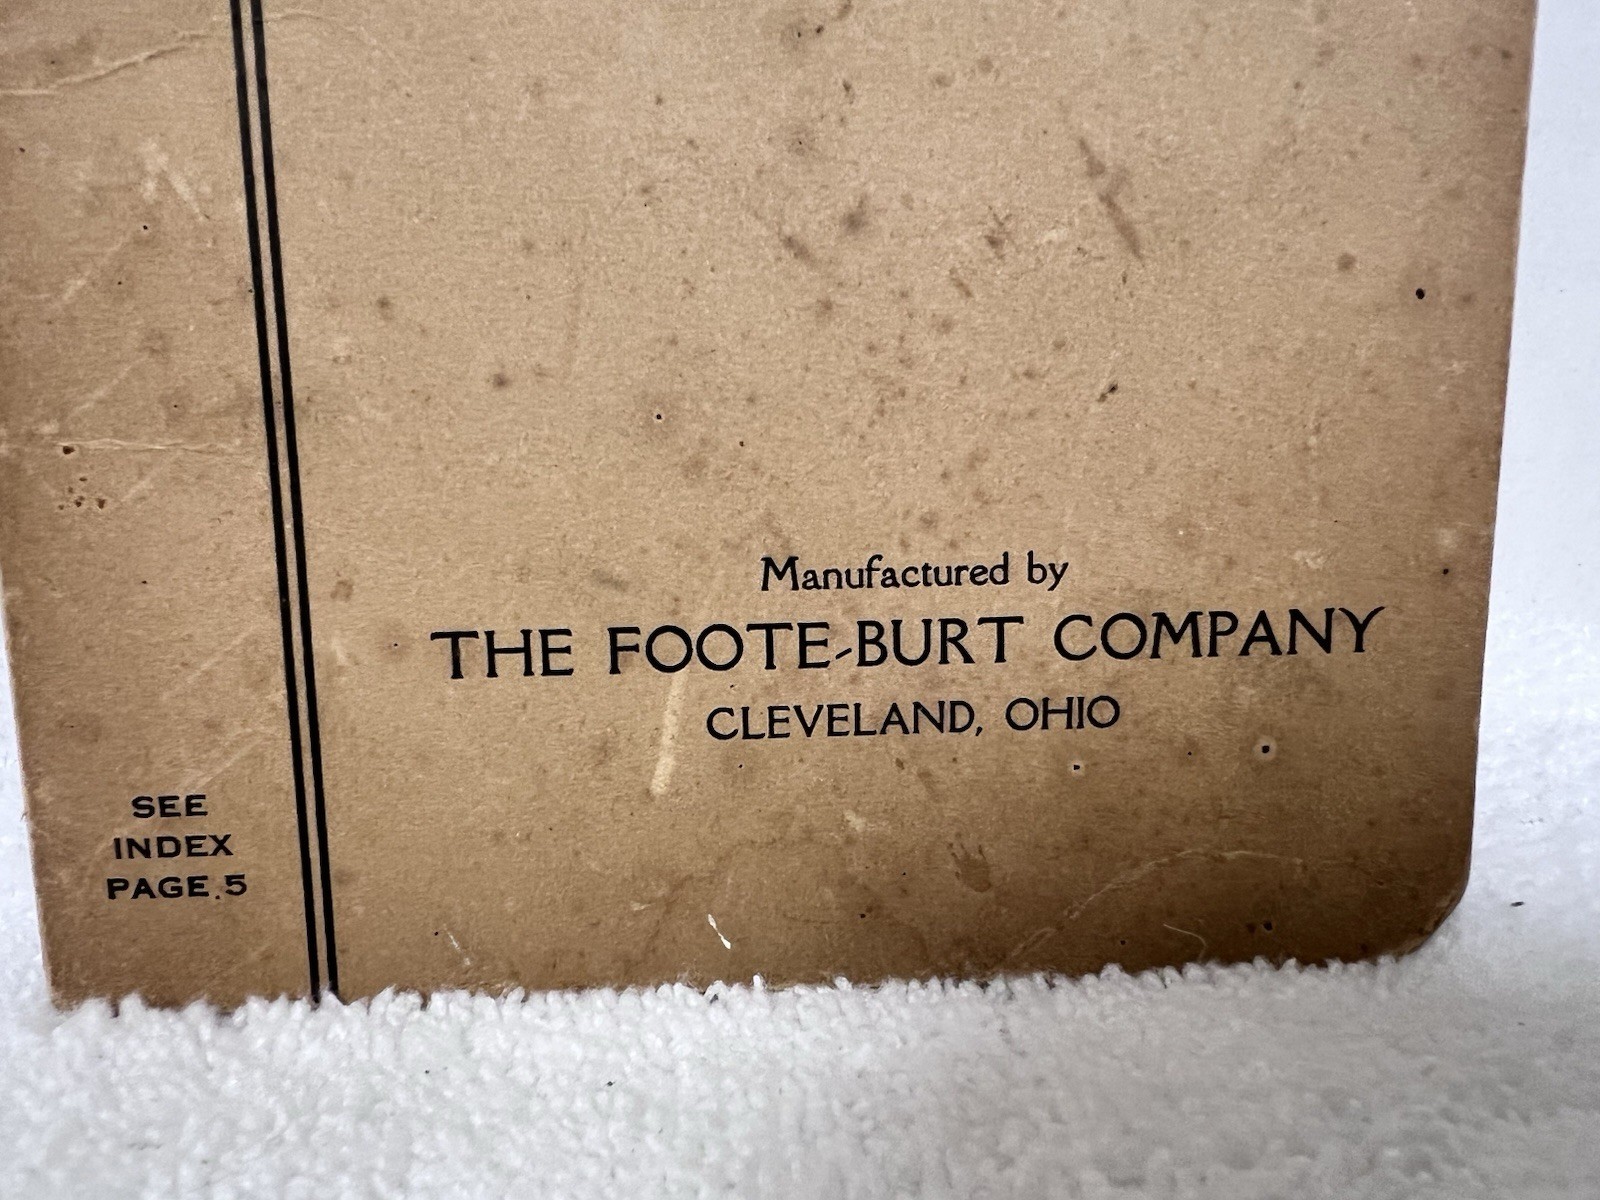 Manufactured by
THE FOOTE-BURT COMPANY
CLEVELAND, OHIO
SEE
INDEX
PAGE 5